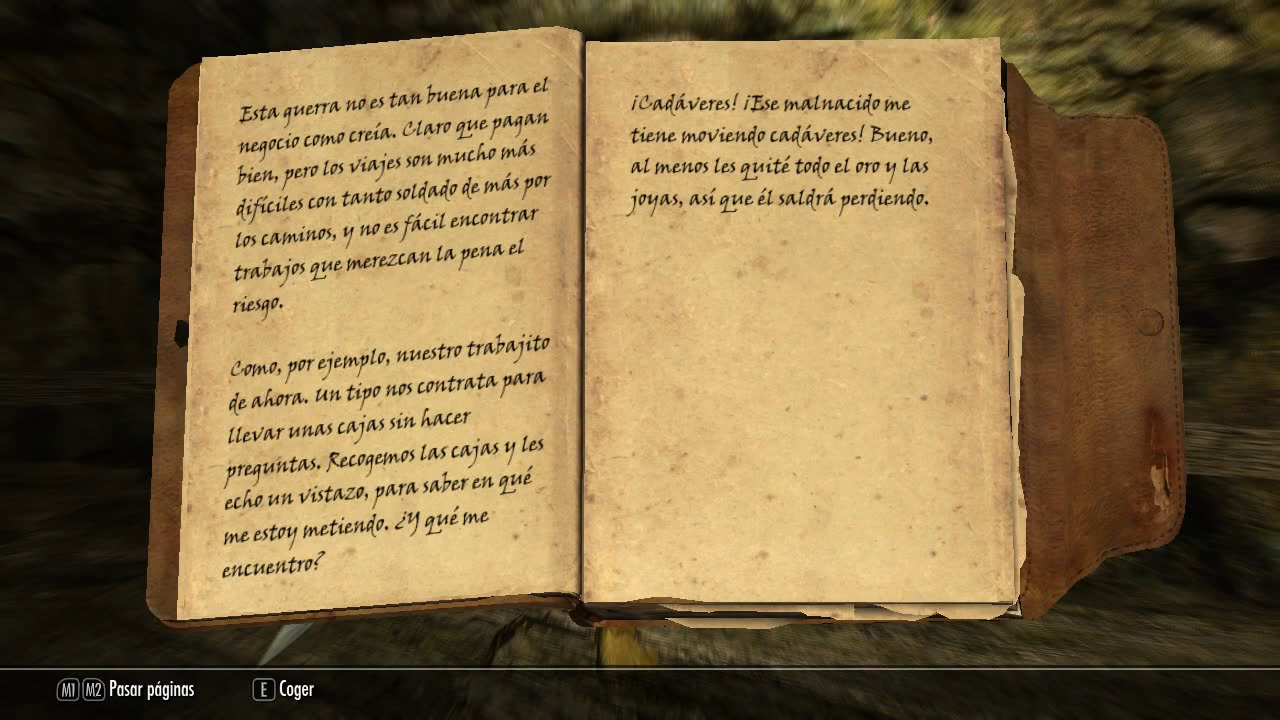 Esta guerra no es tan buena para el
negocio como creía. Claro que pagan
bien, pero los viajes son mucho más
difíciles con tanto soldado de más por
los caminos, y no es fácil encontrar
trabajos que merezcan la pena el
riesgo.
Como, por ejemplo, nuestro trabajito
de ahora. Un tipo nos contrata para
llevar unas cajas sin hacer
preguntas. Recogemos las cajas y les
echo un vistazo, para saber en qué
me estoy metiendo. ¿Y qué me
encuentro?
¡Cadáveres! ¡Ese malnacido me
tiene moviendo cadáveres! Bueno,
al menos les quité todo el oro y las
joyas, así que él saldrá perdiendo.
M1 M2 Pasar páginas
E Coger